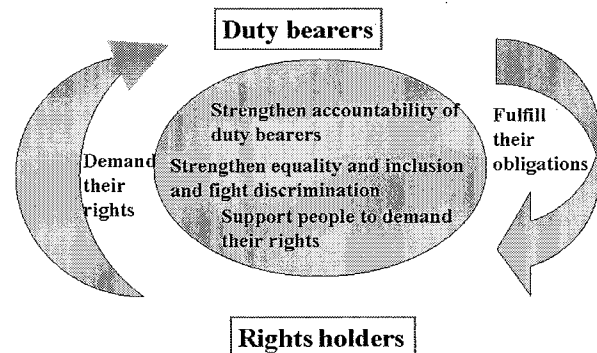 Duty bearers
Strengthen accountability of
duty bearers
Strengthen equality and inclusion
and fight discrimination
Support people to demand
their rights
Demand
their
rights
Fulfill
their
obligations
Rights holders